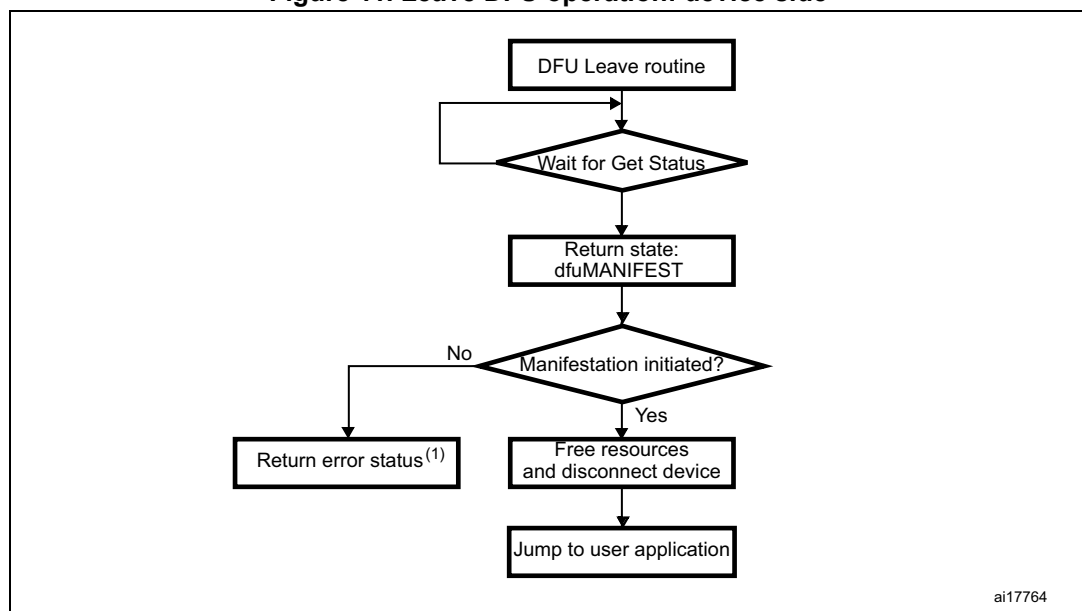 DFU Leave routine
Wait for Get Status
Return state:
dfuMANIFEST
No
Manifestation initiated?
Yes
Return error status(1)
Free resources
and disconnect device
Jump to user application
ai17764